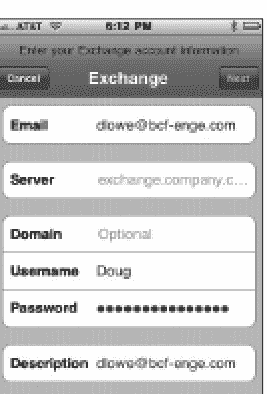 AT&T 6:12 PM
Enter your Exchange account information
Cancel Exchange Next
Email dlowe@bcf-enge.com
Server exchange.company.c...
Domain Optional
Username Doug
Password ●●●●●●●●●●●●●●●
Description dlowe@bcf-enge.com